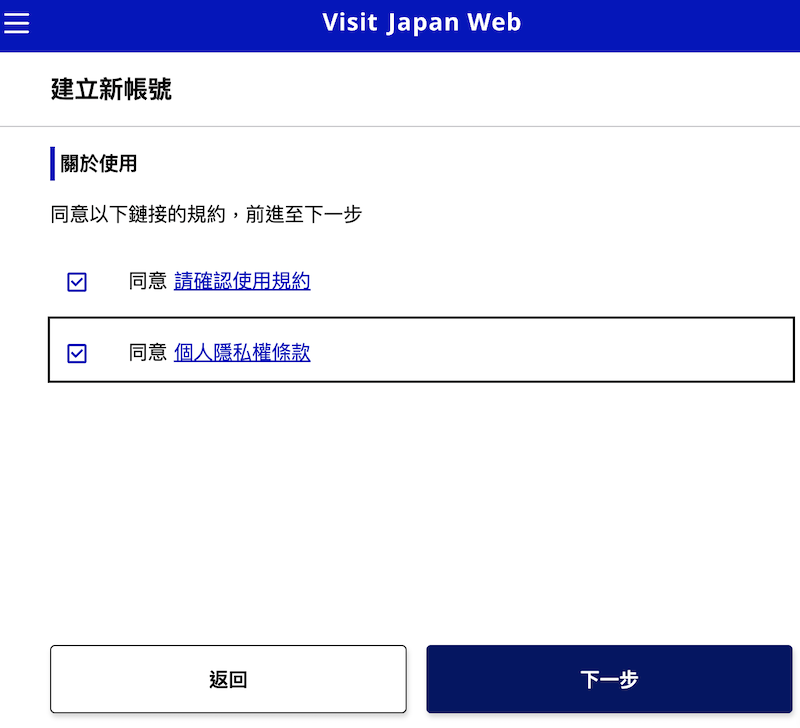 Visit Japan Web
建立新帳號
關於使用
同意以下鏈接的規約，前進至下一步
同意 請確認使用規約
同意 個人隱私權條款
返回
下一步